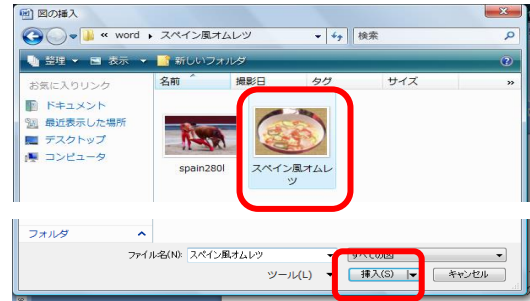 図の挿入
« word ▸ スペイン風オムレツ 検索
整理 表示 新しいフォルダ
お気に入りリンク
名前 撮影日 タグ サイズ »
ドキュメント
最近表示した場所
デスクトップ
コンピュータ
spain280l
スペイン風オムレ
ツ
フォルダ
ファイル名(N): スペイン風オムレツ すべての図
ツール(L) 挿入(S) キャンセル